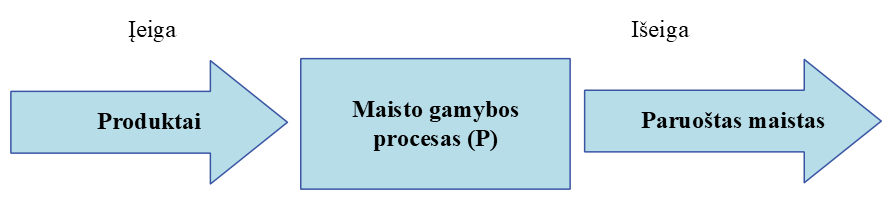 Įeiga
Išeiga
Produktai
Maisto gamybos
procesas (P)
Paruoštas maistas